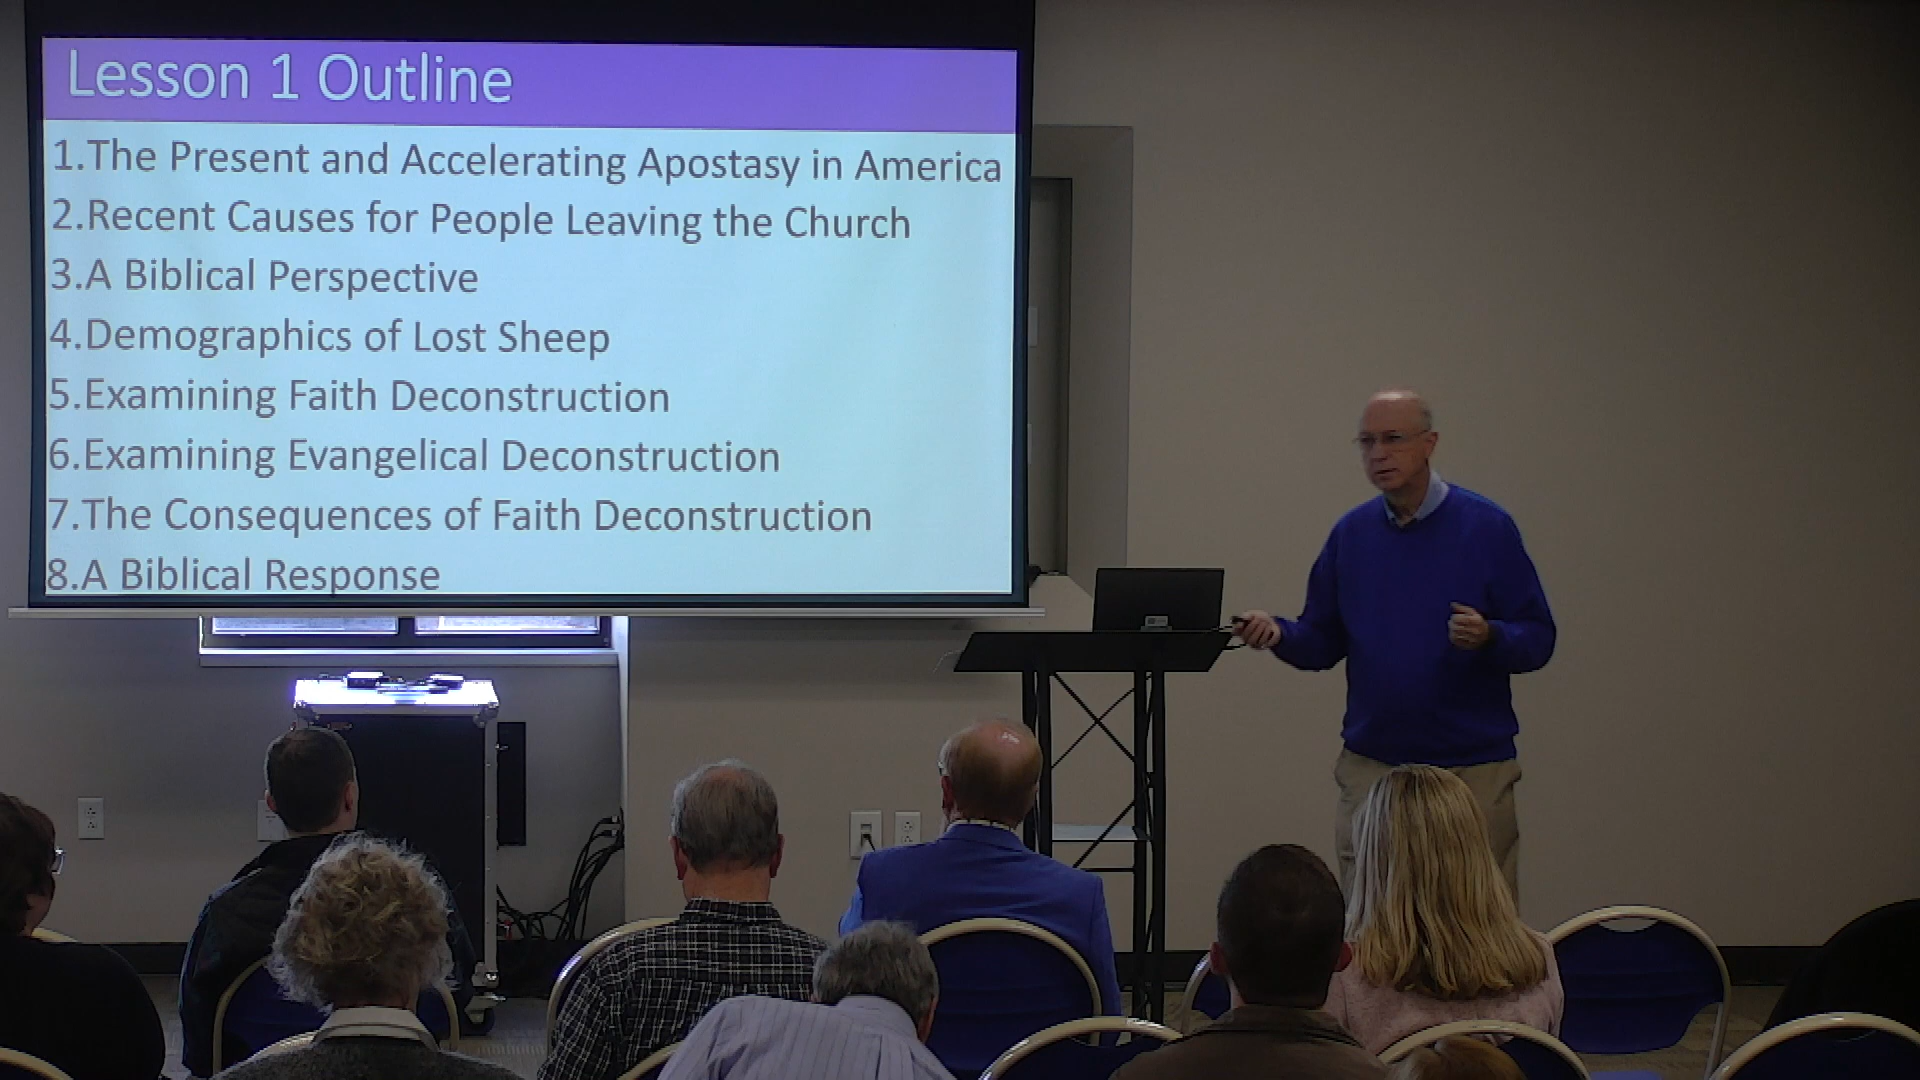 Lesson 1 Outline
1.The Present and Accelerating Apostasy in America
2.Recent Causes for People Leaving the Church
3.A Biblical Perspective
4.Demographics of Lost Sheep
5.Examining Faith Deconstruction
6.Examining Evangelical Deconstruction
7.The Consequences of Faith Deconstruction
8.A Biblical Response